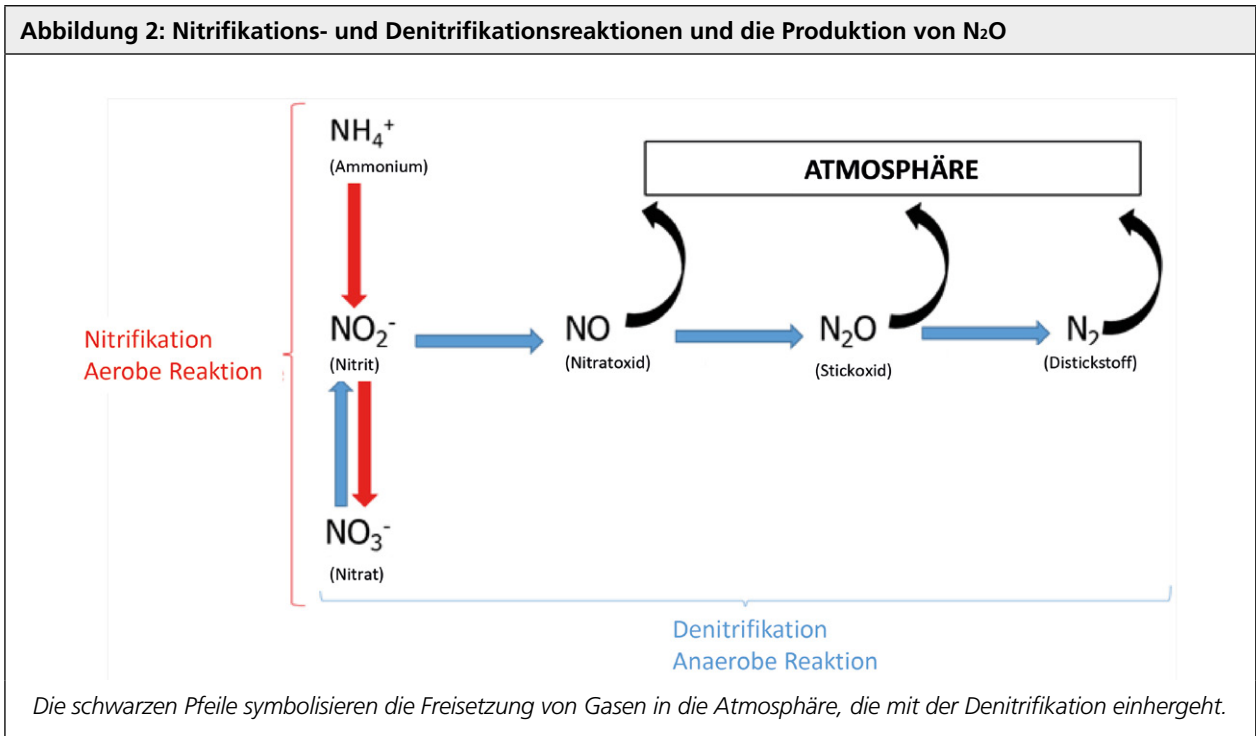 Abbildung 2: Nitrifikations- und Denitrifikationsreaktionen und die Produktion von N₂O
NH₄⁺
(Ammonium)
ATMOSPHÄRE
Nitrifikation
Aerobe Reaktion
NO₂⁻
(Nitrit)
NO
(Nitratoxid)
N₂O
(Stickoxid)
N₂
(Distickstoff)
NO₃⁻
(Nitrat)
Denitrifikation
Anaerobe Reaktion
Die schwarzen Pfeile symbolisieren die Freisetzung von Gasen in die Atmosphäre, die mit der Denitrifikation einhergeht.